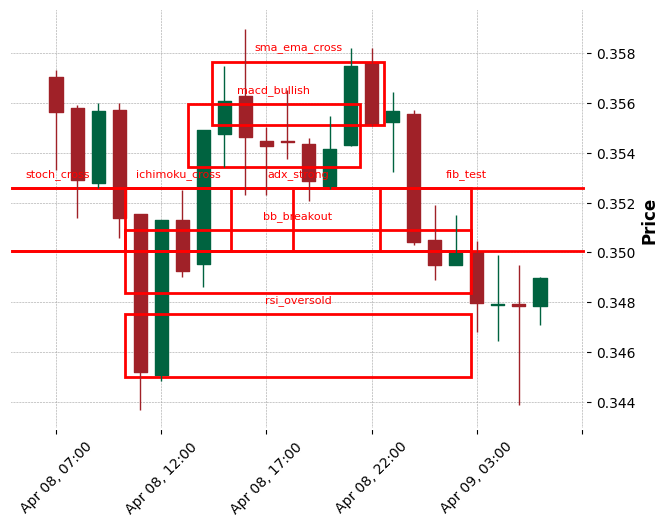 sma_ema_cross
macd_bullish
stoch_cross
ichimoku_cross
adx_strong
fib_test
bb_breakout
rsi_oversold
0.358
0.356
0.354
0.352
0.350
0.348
0.346
0.344
Price
Apr 08, 07:00
Apr 08, 12:00
Apr 08, 17:00
Apr 08, 22:00
Apr 09, 03:00